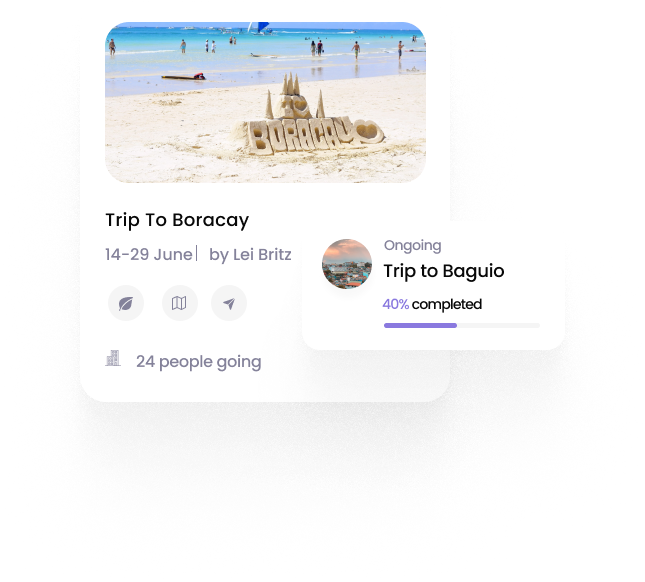 BORACAY
Trip To Boracay
14-29 June | by Lei Britz
24 people going
Ongoing
Trip to Baguio
40% completed